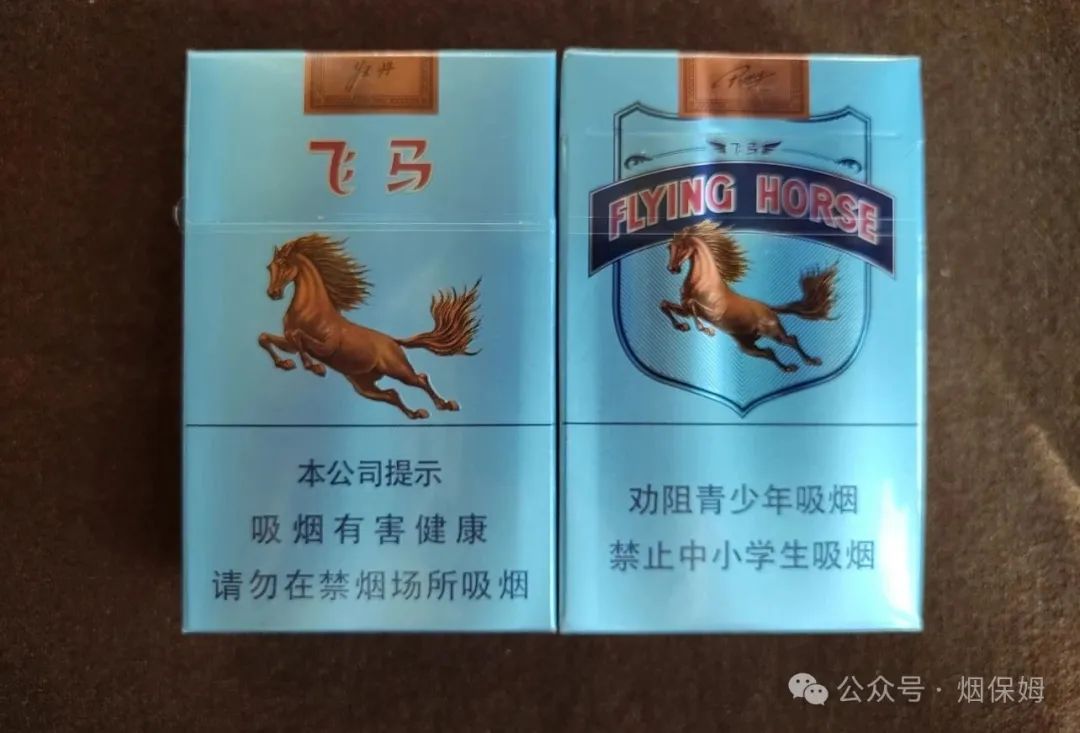 飞马
本公司提示
吸烟有害健康
请勿在禁烟场所吸烟
飞马
FLYING HORSE
劝阻青少年吸烟
禁止中小学生吸烟
公众号·烟保姆